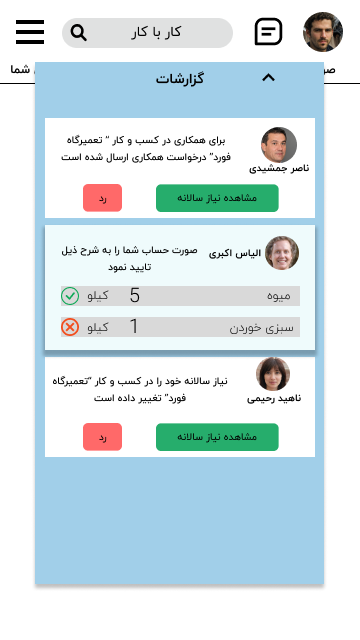 کار با کار
صو
شما
گزارشات
برای همکاری در کسب و کار " تعمیرگاه
فورد" درخواست همکاری ارسال شده است
ناصر جمشیدی
مشاهده نیاز سالانه
رد
الیاس اکبری
صورت حساب شما را به شرح ذیل
تایید نمود
میوه 5 کیلو
سبزی خوردن 1 کیلو
نیاز سالانه خود را در کسب و کار "تعمیرگاه
فورد" تغییر داده است
ناهید رحیمی
مشاهده نیاز سالانه
رد